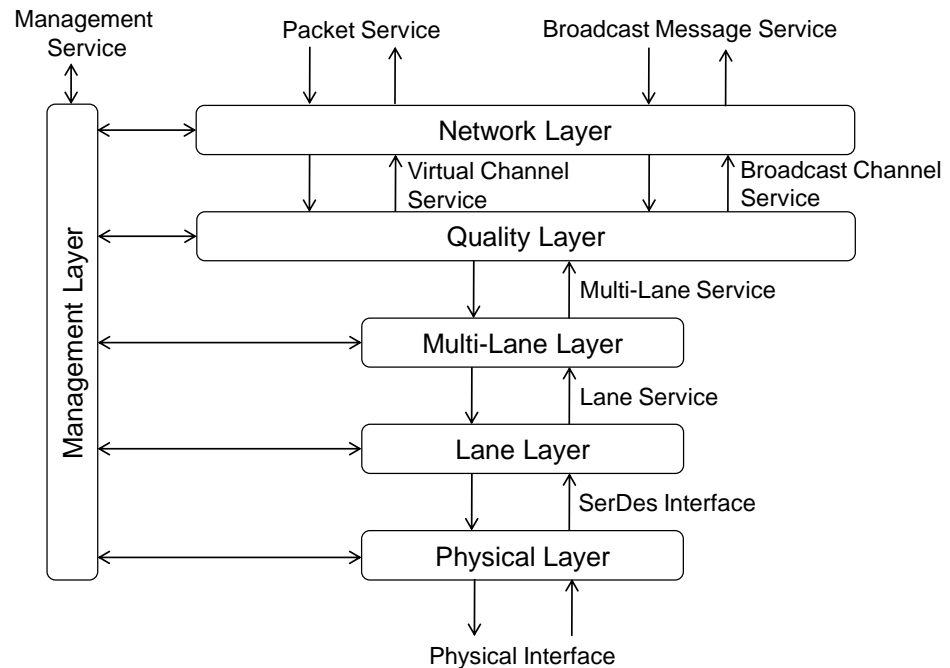 Management
Service
Packet Service
Broadcast Message Service
Network Layer
Virtual Channel
Service
Broadcast Channel
Service
Quality Layer
Multi-Lane Service
Management Layer
Multi-Lane Layer
Lane Service
Lane Layer
SerDes Interface
Physical Layer
Physical Interface